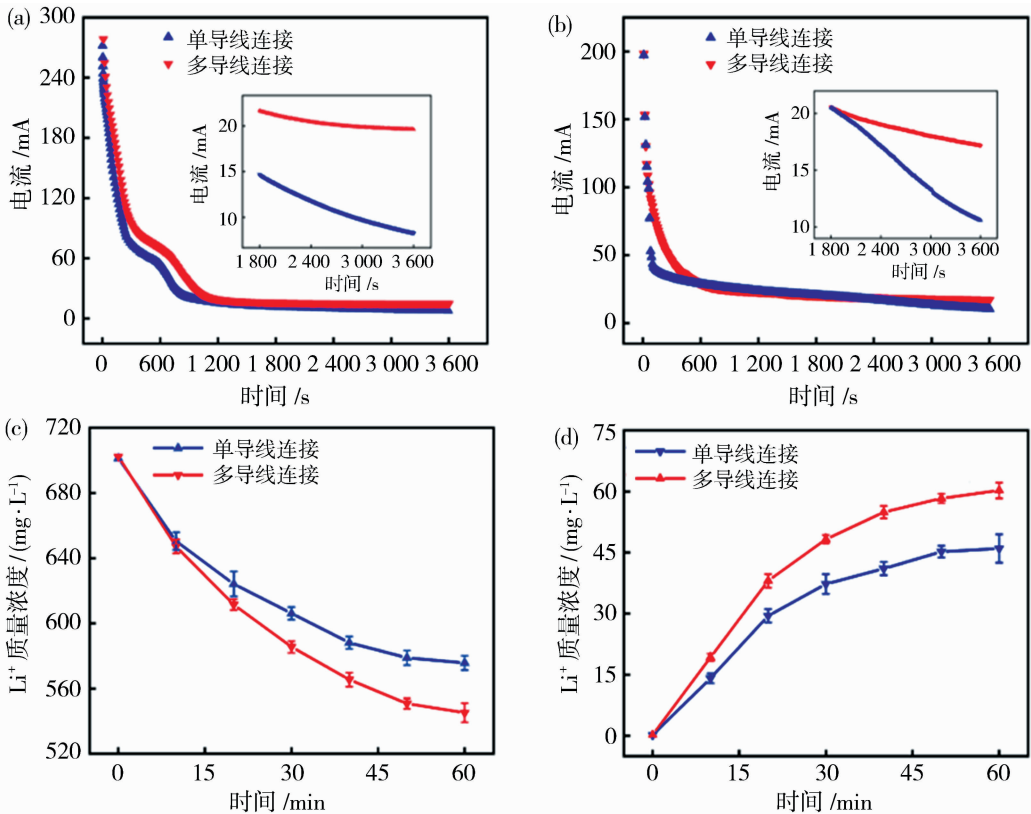 (a)
300
240
180
120
60
0
电流 /mA
单导线连接
多导线连接
20
15
10
电流 /mA
1 800 2 400 3 000 3 600
时间 /s
0 600 1 200 1 800 2 400 3 000 3 600
时间 /s
(b)
200
150
100
50
0
电流 /mA
单导线连接
多导线连接
20
15
10
电流 /mA
1 800 2 400 3 000 3 600
时间 /s
0 600 1 200 1 800 2 400 3 000 3 600
时间 /s
(c)
720
680
640
600
560
520
Li⁺ 质量浓度 /(mg·L⁻¹)
单导线连接
多导线连接
0 15 30 45 60
时间 /min
(d)
75
60
45
30
15
0
Li⁺ 质量浓度 /(mg·L⁻¹)
单导线连接
多导线连接
0 15 30 45 60
时间 /min